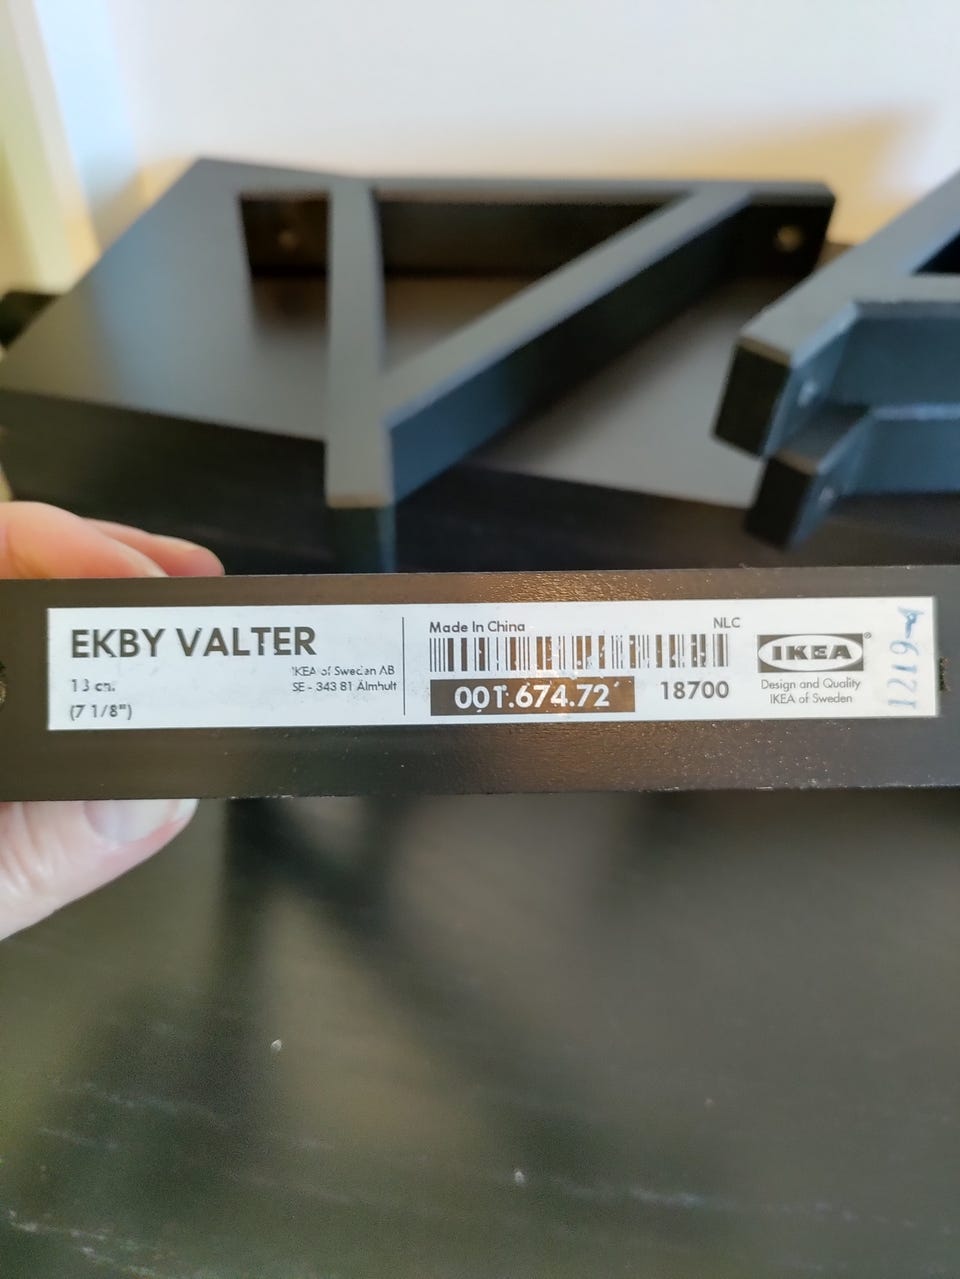 EKBY VALTER
13 cm.
(7 1/8")
IKEA of Sweden AB
SE - 343 81 Älmhult
Made In China
NLC
001.674.72
18700
IKEA®
Design and Quality
IKEA of Sweden
1219